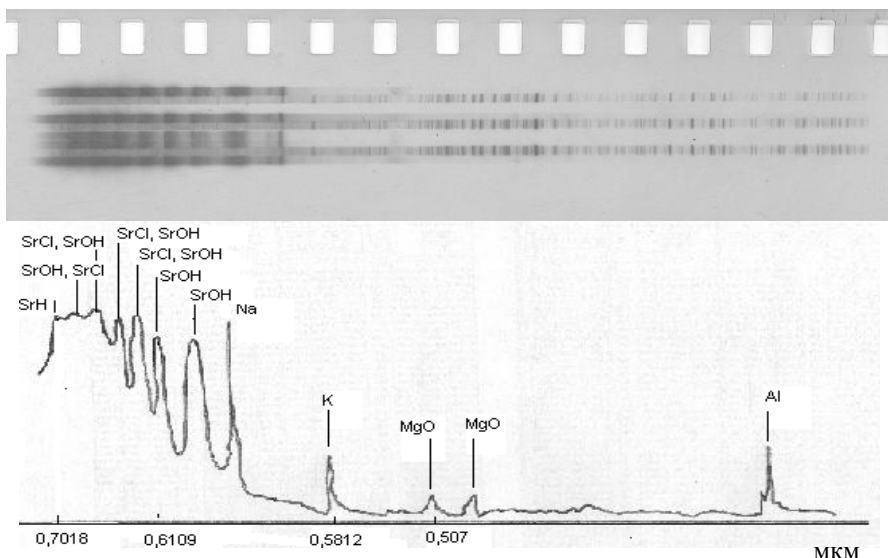 SrCl, SrOH
SrCl, SrOH
SrOH, SrCl
SrCl, SrOH
SrH
SrOH
SrOH
Na
K
MgO
MgO
Al
0,7018
0,6109
0,5812
0,507
МКМ